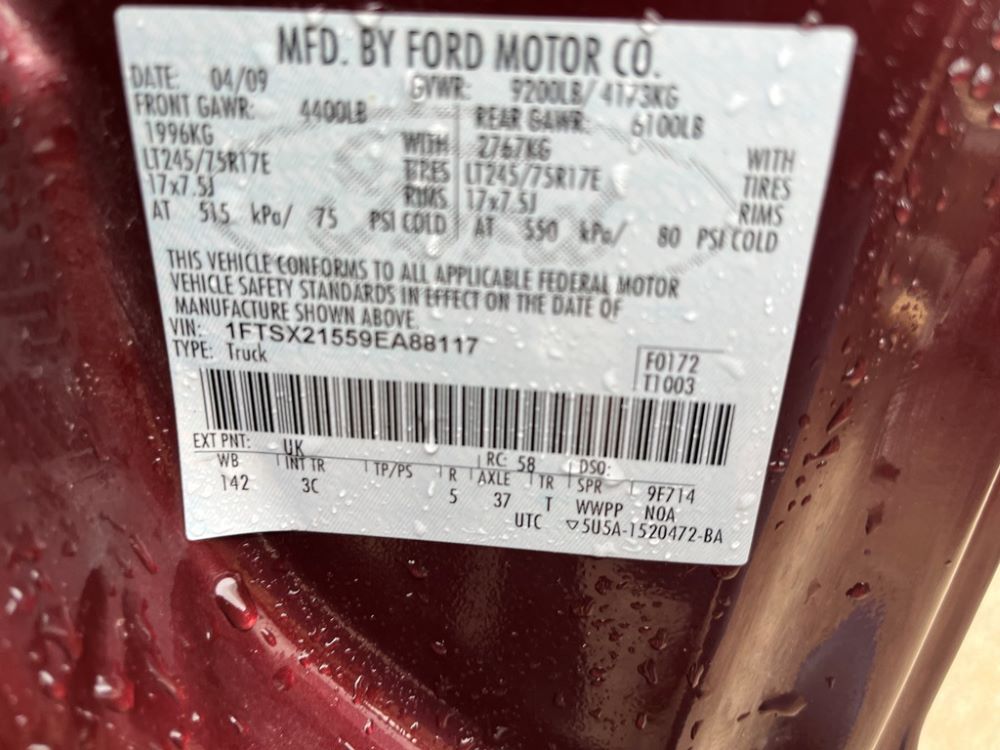 MFD. BY FORD MOTOR CO.
DATE: 04/09 GVWR: 9200LB/ 4173KG
FRONT GAWR: 4400LB REAR GAWR: 6100LB
1996KG WITH 2767KG WITH
LT245/75R17E TIRES LT245/75R17E TIRES
17x7.5J RIMS 17x7.5J RIMS
AT 515 kPa/ 75 PSI COLD AT 550 kPa/ 80 PSI COLD
THIS VEHICLE CONFORMS TO ALL APPLICABLE FEDERAL MOTOR
VEHICLE SAFETY STANDARDS IN EFFECT ON THE DATE OF
MANUFACTURE SHOWN ABOVE.
VIN: 1FTSX21559EA88117
TYPE: Truck
F0172
T1003
EXT PNT: UK RC: 58 DSO:
WB INT TR TP/PS R AXLE TR SPR 9F714
142 3C 5 37 T WWPP NOA
UTC ▽5U5A-1520472-BA